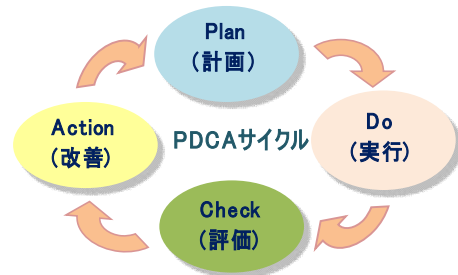 Plan
(計画)
Do
(実行)
Check
(評価)
Action
(改善)
PDCAサイクル